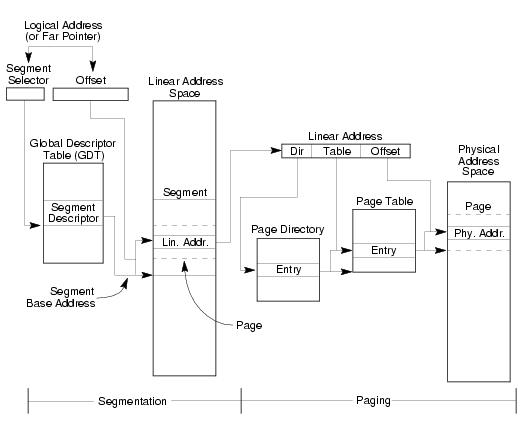 Logical Address
(or Far Pointer)
Segment
Selector
Offset
Linear Address
Space
Global Descriptor
Table (GDT)
Segment
Descriptor
Segment
Lin. Addr.
Segment
Base Address
Page
Linear Address
Dir Table Offset
Page Directory
Entry
Page Table
Entry
Physical
Address
Space
Page
Phy. Addr.
Segmentation
Paging